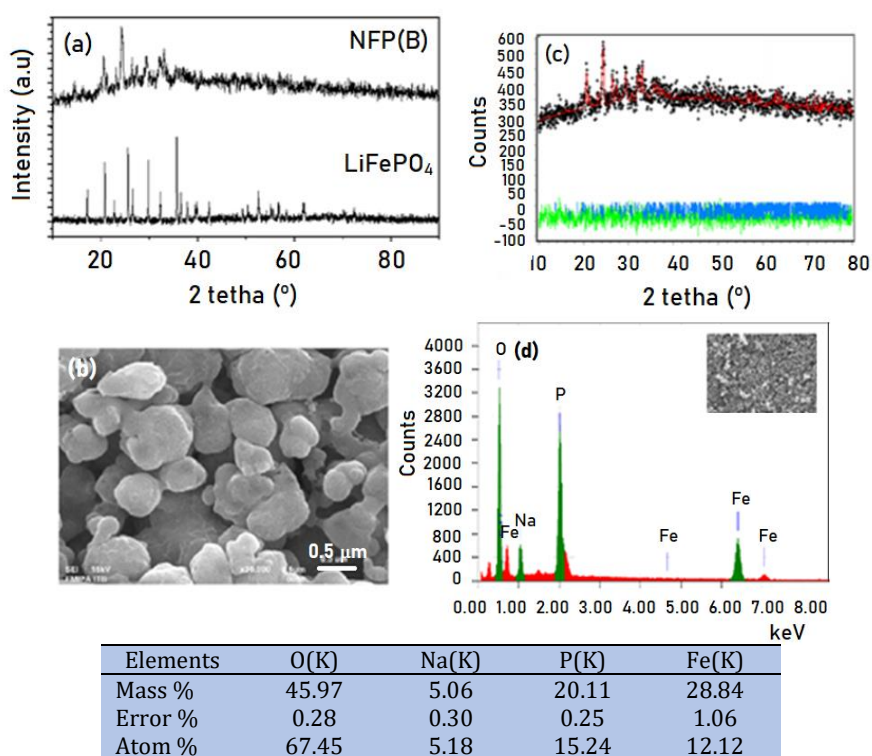 (a)
NFP(B)
LiFePO₄
Intensity (a.u)
20 40 60 80
2 tetha (°)
(c)
Counts
600
550
500
450
400
350
300
250
200
150
100
50
0
-50
-100
10 20 30 40 50 60 70 80
2 tetha (°)
(b)
0.5 µm
SEI
(d)
O
P
Fe
Na
Fe
Fe
Fe
Counts
4000
3600
3200
2800
2400
2000
1600
1200
800
400
0
0.00 1.00 2.00 3.00 4.00 5.00 6.00 7.00 8.00
keV
Elements O(K) Na(K) P(K) Fe(K)
Mass % 45.97 5.06 20.11 28.84
Error % 0.28 0.30 0.25 1.06
Atom % 67.45 5.18 15.24 12.12